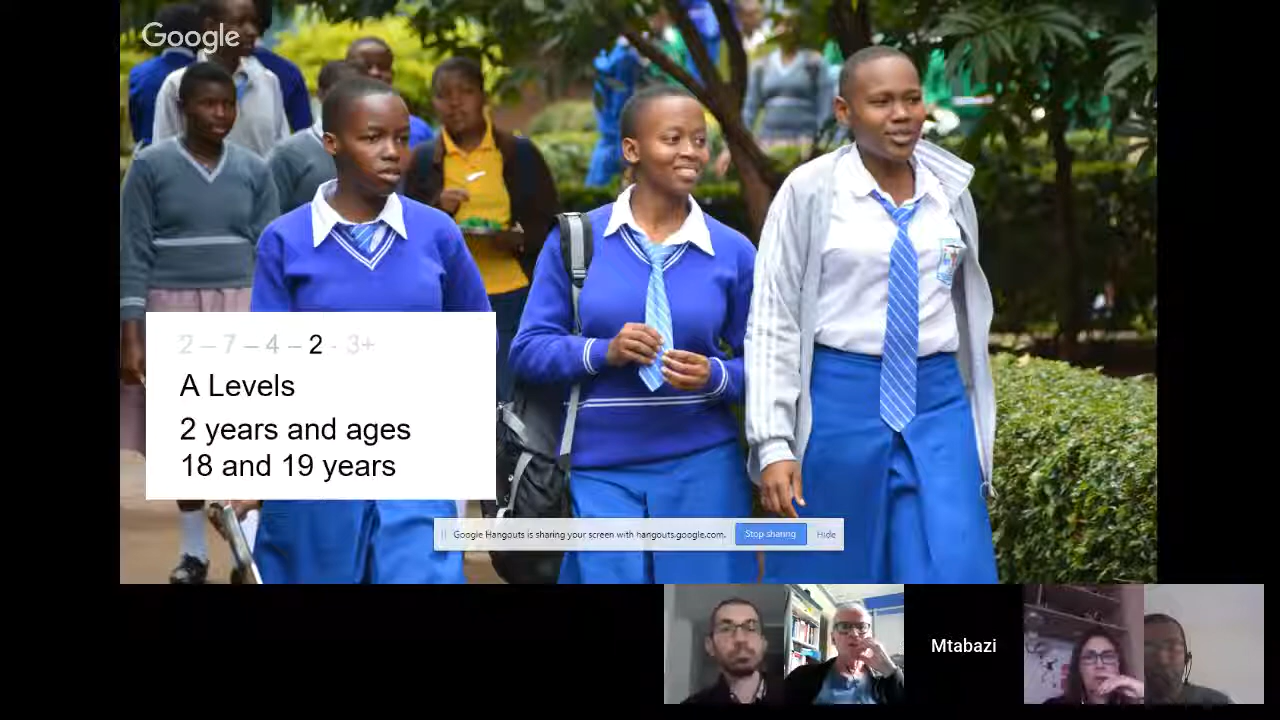 Google
2 – 7 – 4 – 2 - 3+
A Levels
2 years and ages
18 and 19 years
Google Hangouts is sharing your screen with hangouts.google.com.
Stop sharing
Hide
Mtabazi